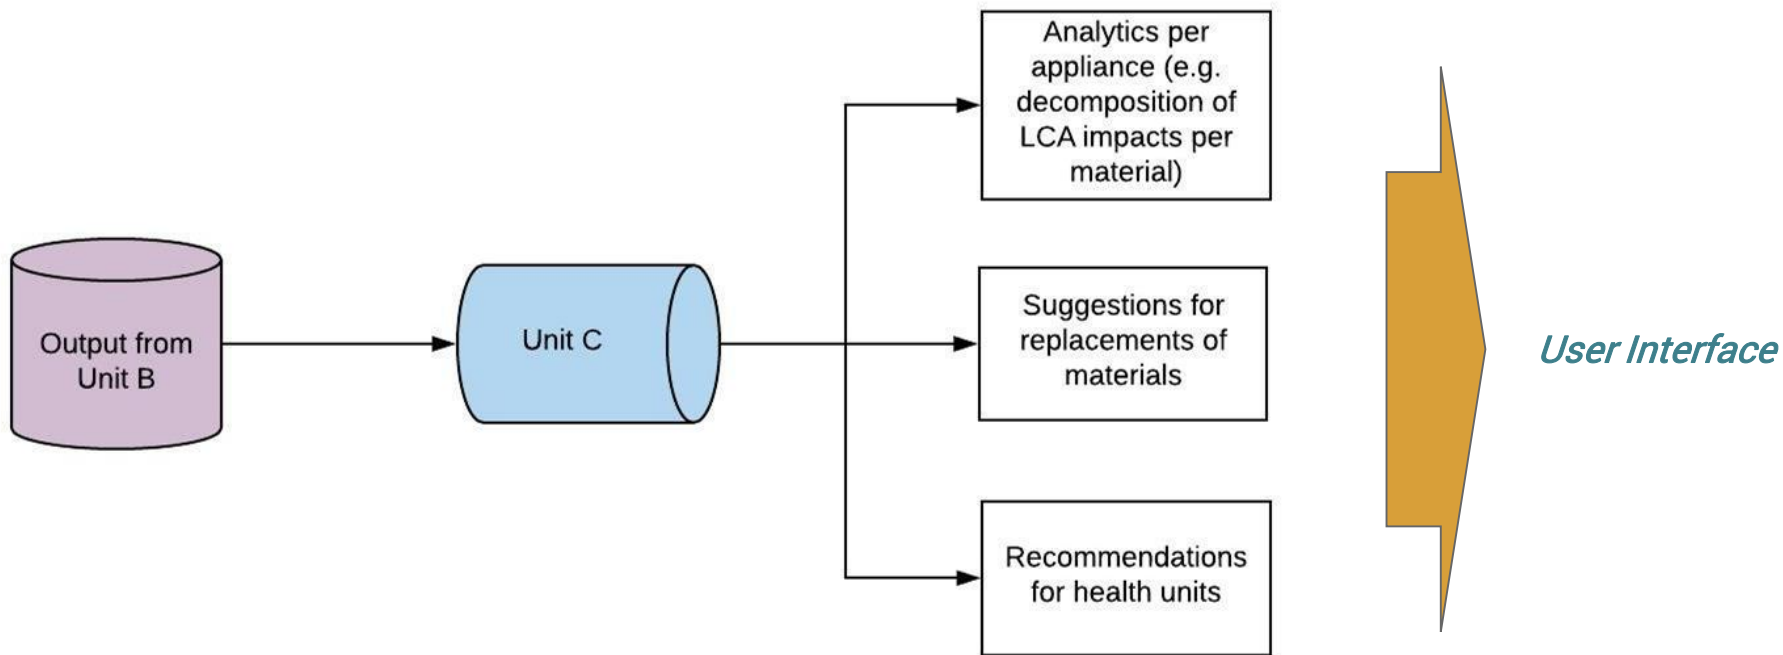 Output from
Unit B
Unit C
Analytics per
appliance (e.g.
decomposition of
LCA impacts per
material)
Suggestions for
replacements of
materials
Recommendations
for health units
User Interface